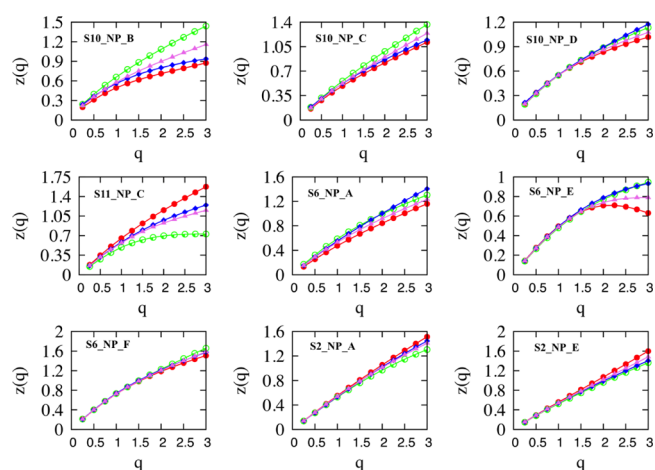 S10_NP_B
z(q)
1.5
1.2
0.9
0.6
0.3
0
0 0.5 1 1.5 2 2.5 3
q
S10_NP_C
z(q)
1.4
1.05
0.7
0.35
0
0 0.5 1 1.5 2 2.5 3
q
S10_NP_D
z(q)
1.2
0.9
0.6
0.3
0
0 0.5 1 1.5 2 2.5 3
q
S11_NP_C
z(q)
1.75
1.4
1.05
0.7
0.35
0
0 0.5 1 1.5 2 2.5 3
q
S6_NP_A
z(q)
1.6
1.2
0.8
0.4
0
0 0.5 1 1.5 2 2.5 3
q
S6_NP_E
z(q)
1
0.8
0.6
0.4
0.2
0
0 0.5 1 1.5 2 2.5 3
q
S6_NP_F
z(q)
2
1.6
1.2
0.8
0.4
0
0 0.5 1 1.5 2 2.5 3
q
S2_NP_A
z(q)
1.6
1.2
0.8
0.4
0
0 0.5 1 1.5 2 2.5 3
q
S2_NP_E
z(q)
2
1.6
1.2
0.8
0.4
0
0 0.5 1 1.5 2 2.5 3
q